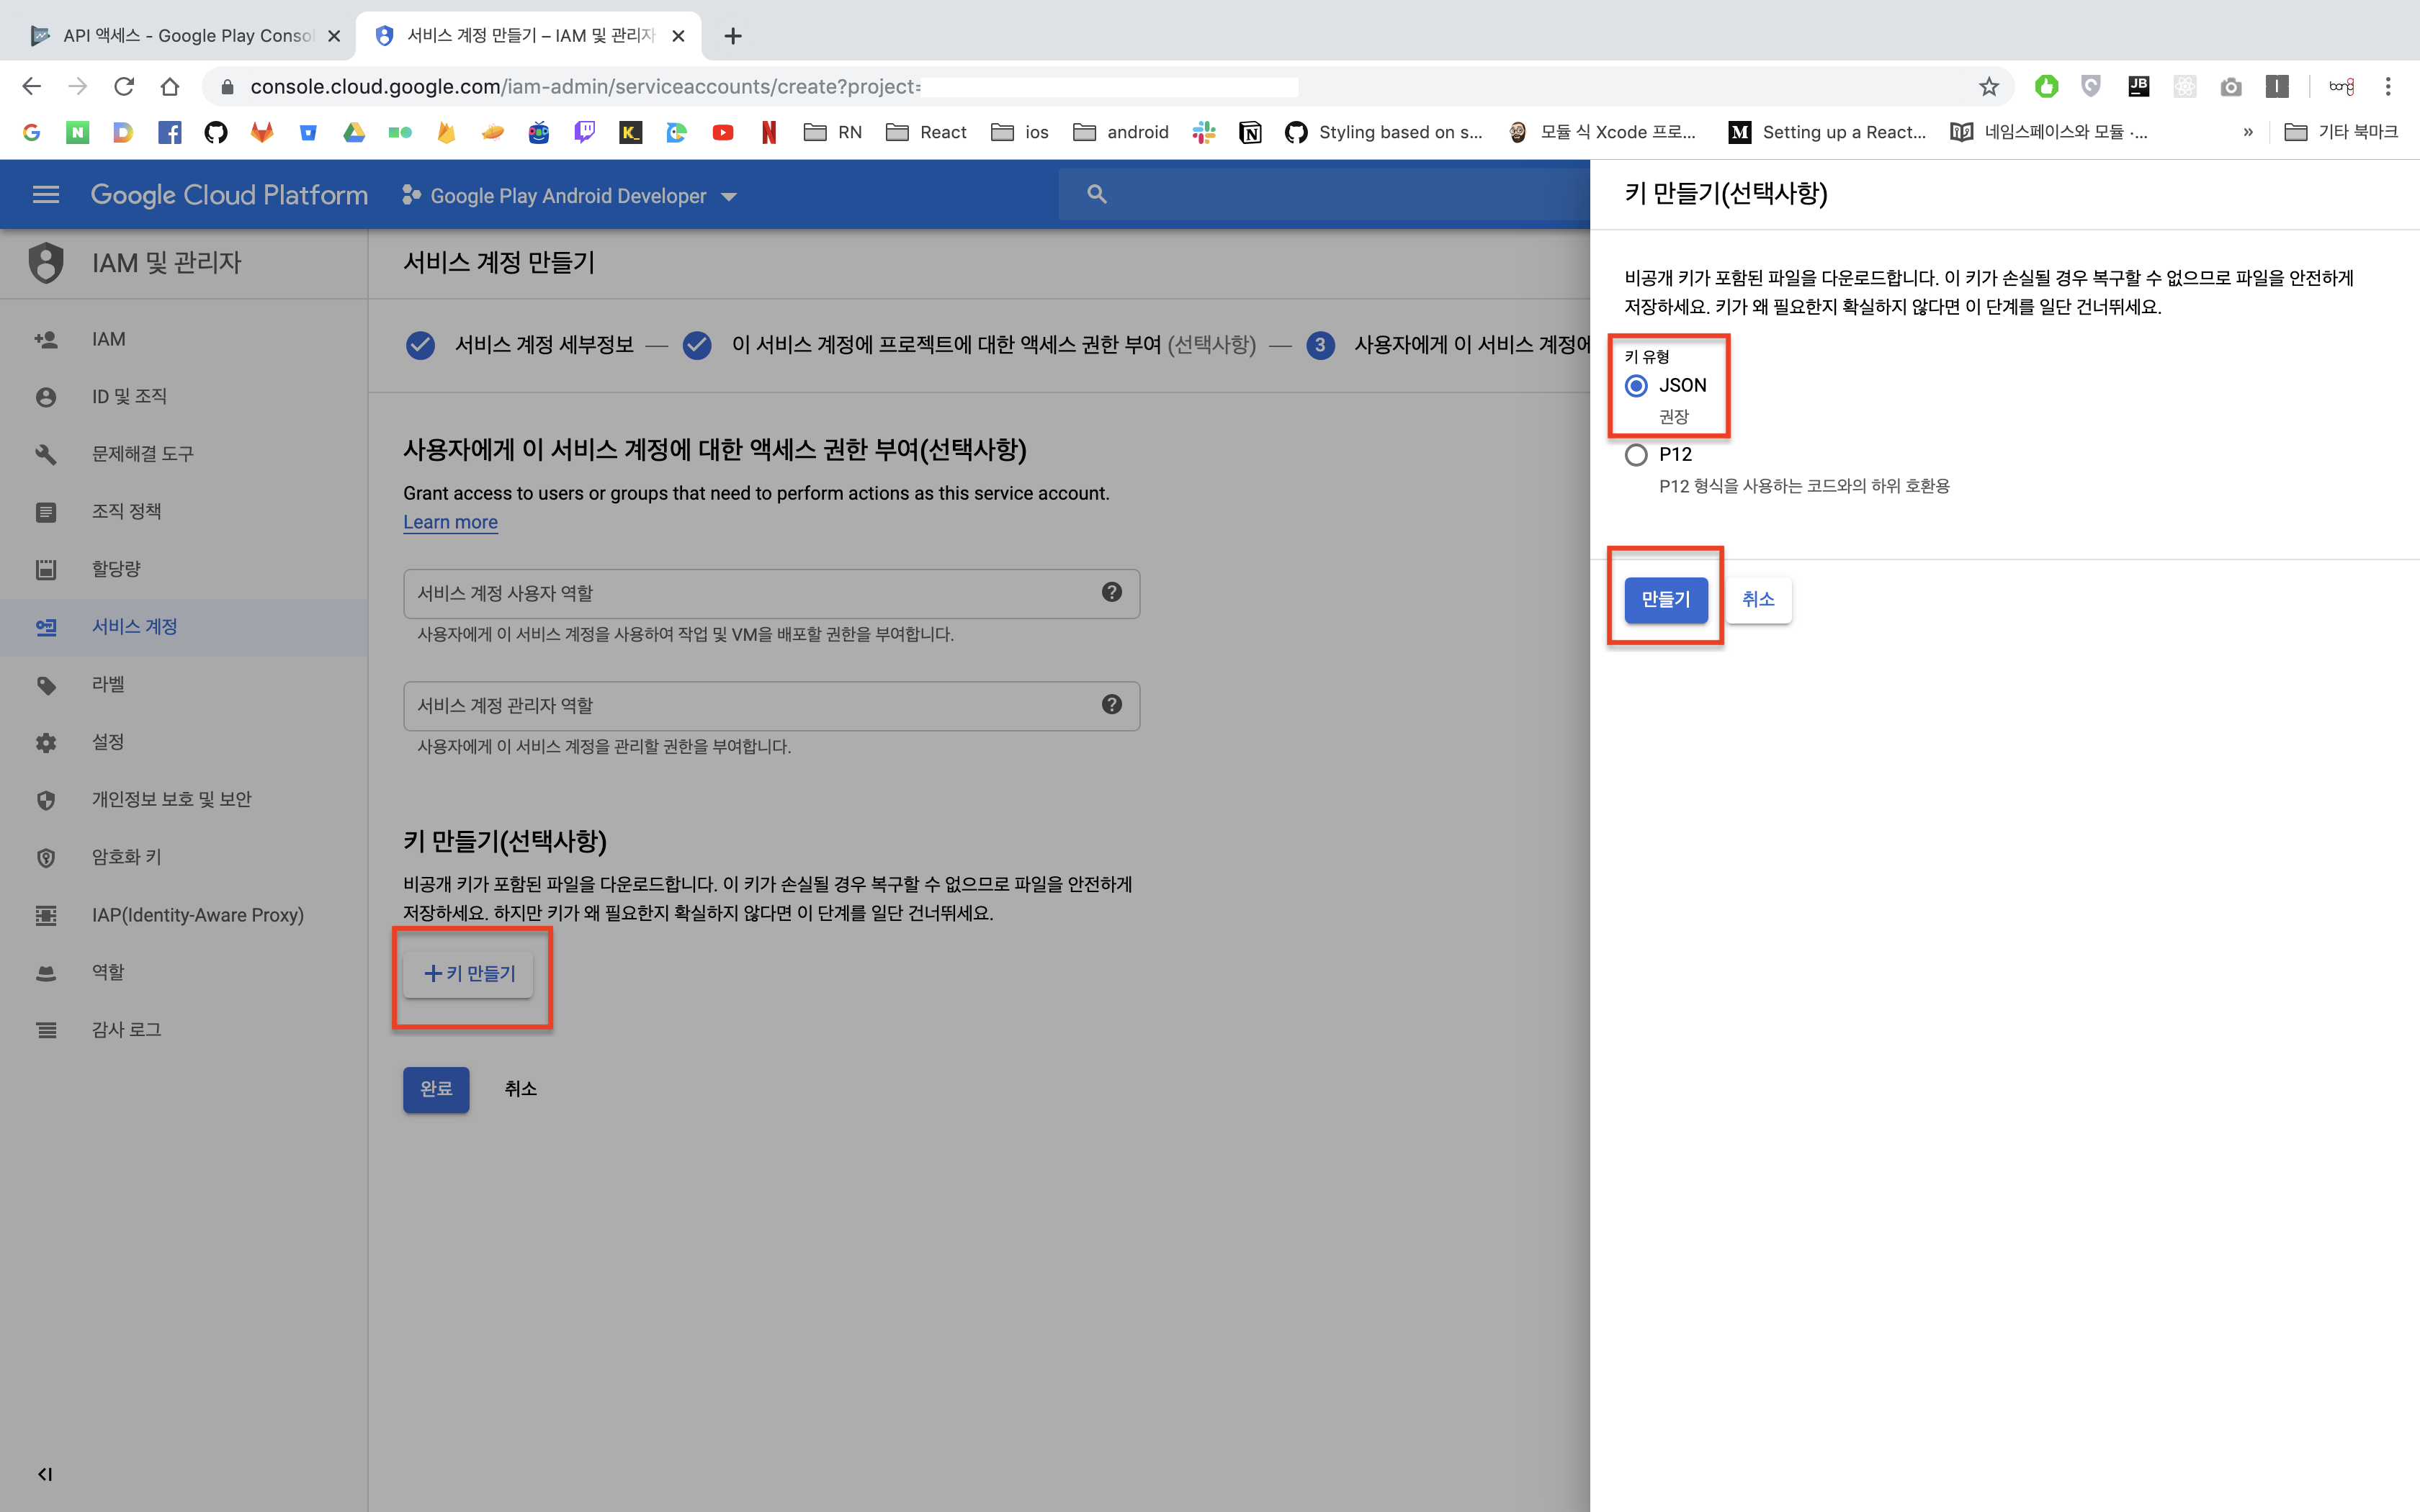 API 액세스 - Google Play Conso
서비스 계정 만들기 – IAM 및 관리자
console.cloud.google.com/iam-admin/serviceaccounts/create?project=
RN
React
ios
android
Styling based on s...
모듈 식 Xcode 프로...
Setting up a React...
네임스페이스와 모듈 ·...
»
기타 북마크
Google Cloud Platform
Google Play Android Developer
IAM 및 관리자
IAM
ID 및 조직
문제해결 도구
조직 정책
할당량
서비스 계정
라벨
설정
개인정보 보호 및 보안
암호화 키
IAP(Identity-Aware Proxy)
역할
감사 로그
서비스 계정 만들기
서비스 계정 세부정보 — 이 서비스 계정에 프로젝트에 대한 액세스 권한 부여 (선택사항) — 3 사용자에게 이 서비스 계정에
사용자에게 이 서비스 계정에 대한 액세스 권한 부여(선택사항)
Grant access to users or groups that need to perform actions as this service account.
Learn more
서비스 계정 사용자 역할
사용자에게 이 서비스 계정을 사용하여 작업 및 VM을 배포할 권한을 부여합니다.
서비스 계정 관리자 역할
사용자에게 이 서비스 계정을 관리할 권한을 부여합니다.
키 만들기(선택사항)
비공개 키가 포함된 파일을 다운로드합니다. 이 키가 손실될 경우 복구할 수 없으므로 파일을 안전하게
저장하세요. 하지만 키가 왜 필요한지 확실하지 않다면 이 단계를 일단 건너뛰세요.
+ 키 만들기
완료
취소
키 만들기(선택사항)
비공개 키가 포함된 파일을 다운로드합니다. 이 키가 손실될 경우 복구할 수 없으므로 파일을 안전하게
저장하세요. 키가 왜 필요한지 확실하지 않다면 이 단계를 일단 건너뛰세요.
키 유형
JSON
권장
P12
P12 형식을 사용하는 코드와의 하위 호환용
만들기
취소